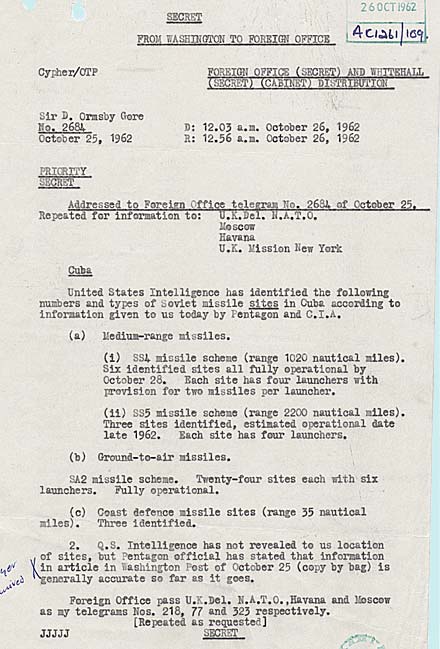 SECRET
26 OCT 1962
AC1261/109.
FROM WASHINGTON TO FOREIGN OFFICE
Cypher/OTP
FOREIGN OFFICE (SECRET) AND WHITEHALL
(SECRET) (CABINET) DISTRIBUTION
Sir D. Ormsby Gore
No. 2684
D: 12.03 a.m. October 26, 1962
October 25, 1962
R: 12.56 a.m. October 26, 1962
PRIORITY
SECRET
Addressed to Foreign Office telegram No. 2684 of October 25.
Repeated for information to: U.K.Del. N.A.T.O.
Moscow
Havana
U.K. Mission New York
Cuba
United States Intelligence has identified the following
numbers and types of Soviet missile sites in Cuba according to
information given to us today by Pentagon and C.I.A.
(a) Medium-range missiles.
(i) SS4 missile scheme (range 1020 nautical miles).
Six identified sites all fully operational by
October 28. Each site has four launchers with
provision for two missiles per launcher.
(ii) SS5 missile scheme (range 2200 nautical miles).
Three sites identified, estimated operational date
late 1962. Each site has four launchers.
(b) Ground-to-air missiles.
SA2 missile scheme. Twenty-four sites each with six
launchers. Fully operational.
(c) Coast defence missile sites (range 35 nautical
miles). Three identified.
2. Q.S. Intelligence has not revealed to us location
of sites, but Pentagon official has stated that information
in article in Washington Post of October 25 (copy by bag) is
generally accurate so far as it goes.
Foreign Office pass U.K.Del. N.A.T.O.,Havana and Moscow
as my telegrams Nos. 218, 77 and 323 respectively.
[Repeated as requested]
JJJJJ
SECRET